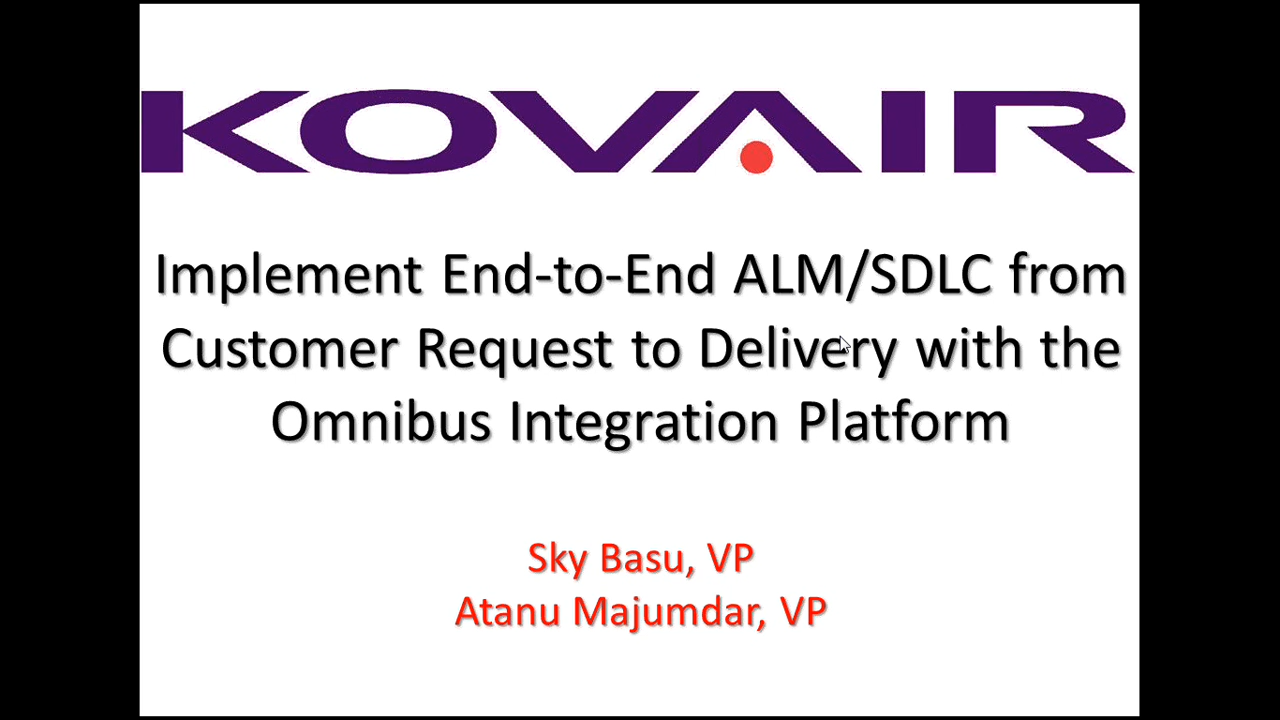 KOVAIR
Implement End-to-End ALM/SDLC from
Customer Request to Delivery with the
Omnibus Integration Platform
Sky Basu, VP
Atanu Majumdar, VP